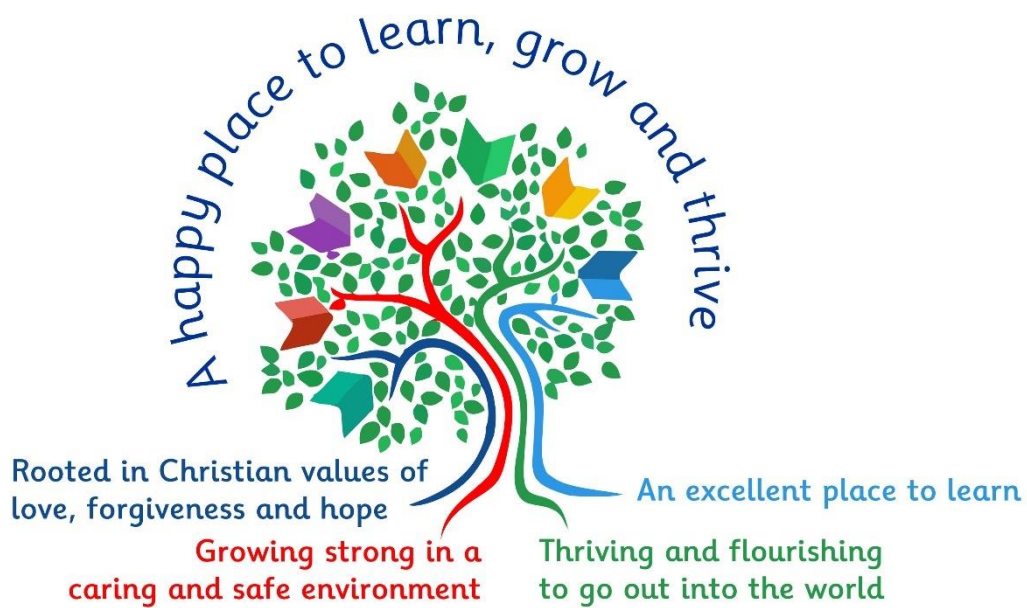 A happy place to learn, grow and thrive
Rooted in Christian values of
love, forgiveness and hope
An excellent place to learn
Growing strong in a
caring and safe environment
Thriving and flourishing
to go out into the world